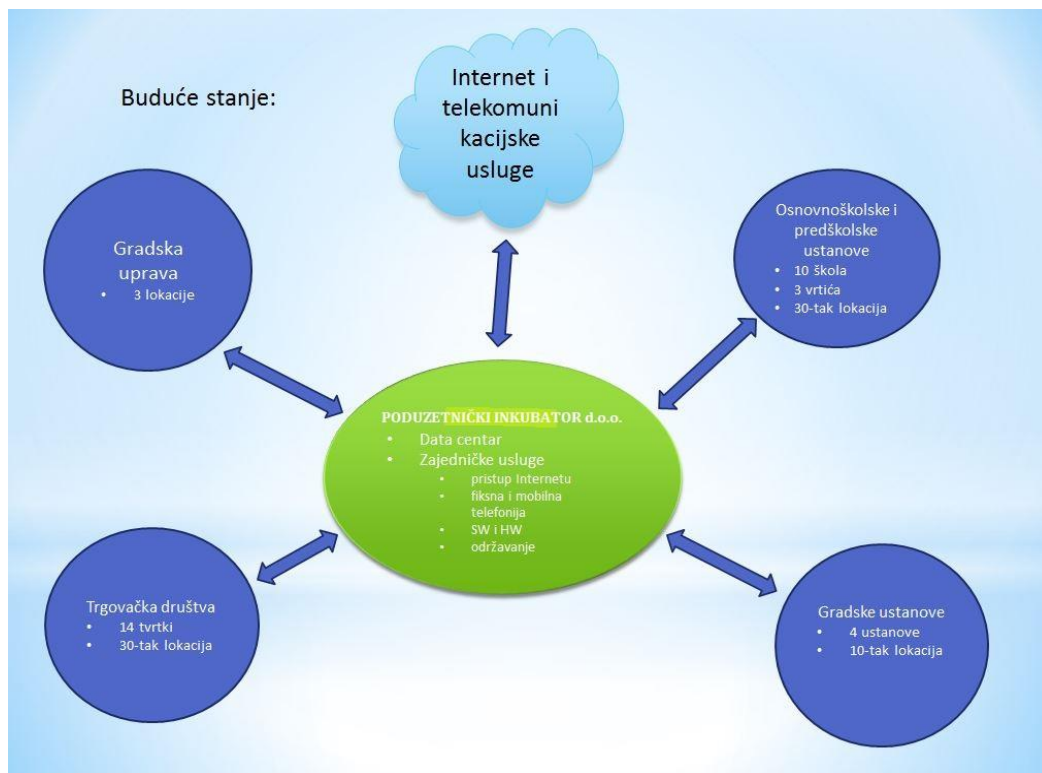 Buduće stanje:
Internet i
telekomuni
kacijske
usluge
Gradska
uprava
• 3 lokacije
Osnovnoškolske i
predškolske
ustanove
• 10 škola
• 3 vrtića
• 30-tak lokacija
PODUZETNIČKI INKUBATOR d.o.o.
• Data centar
• Zajedničke usluge
• pristup Internetu
• fiksna i mobilna
telefonija
• SW i HW
• održavanje
Trgovačka društva
• 14 tvrtki
• 30-tak lokacija
Gradske ustanove
• 4 ustanove
• 10-tak lokacija